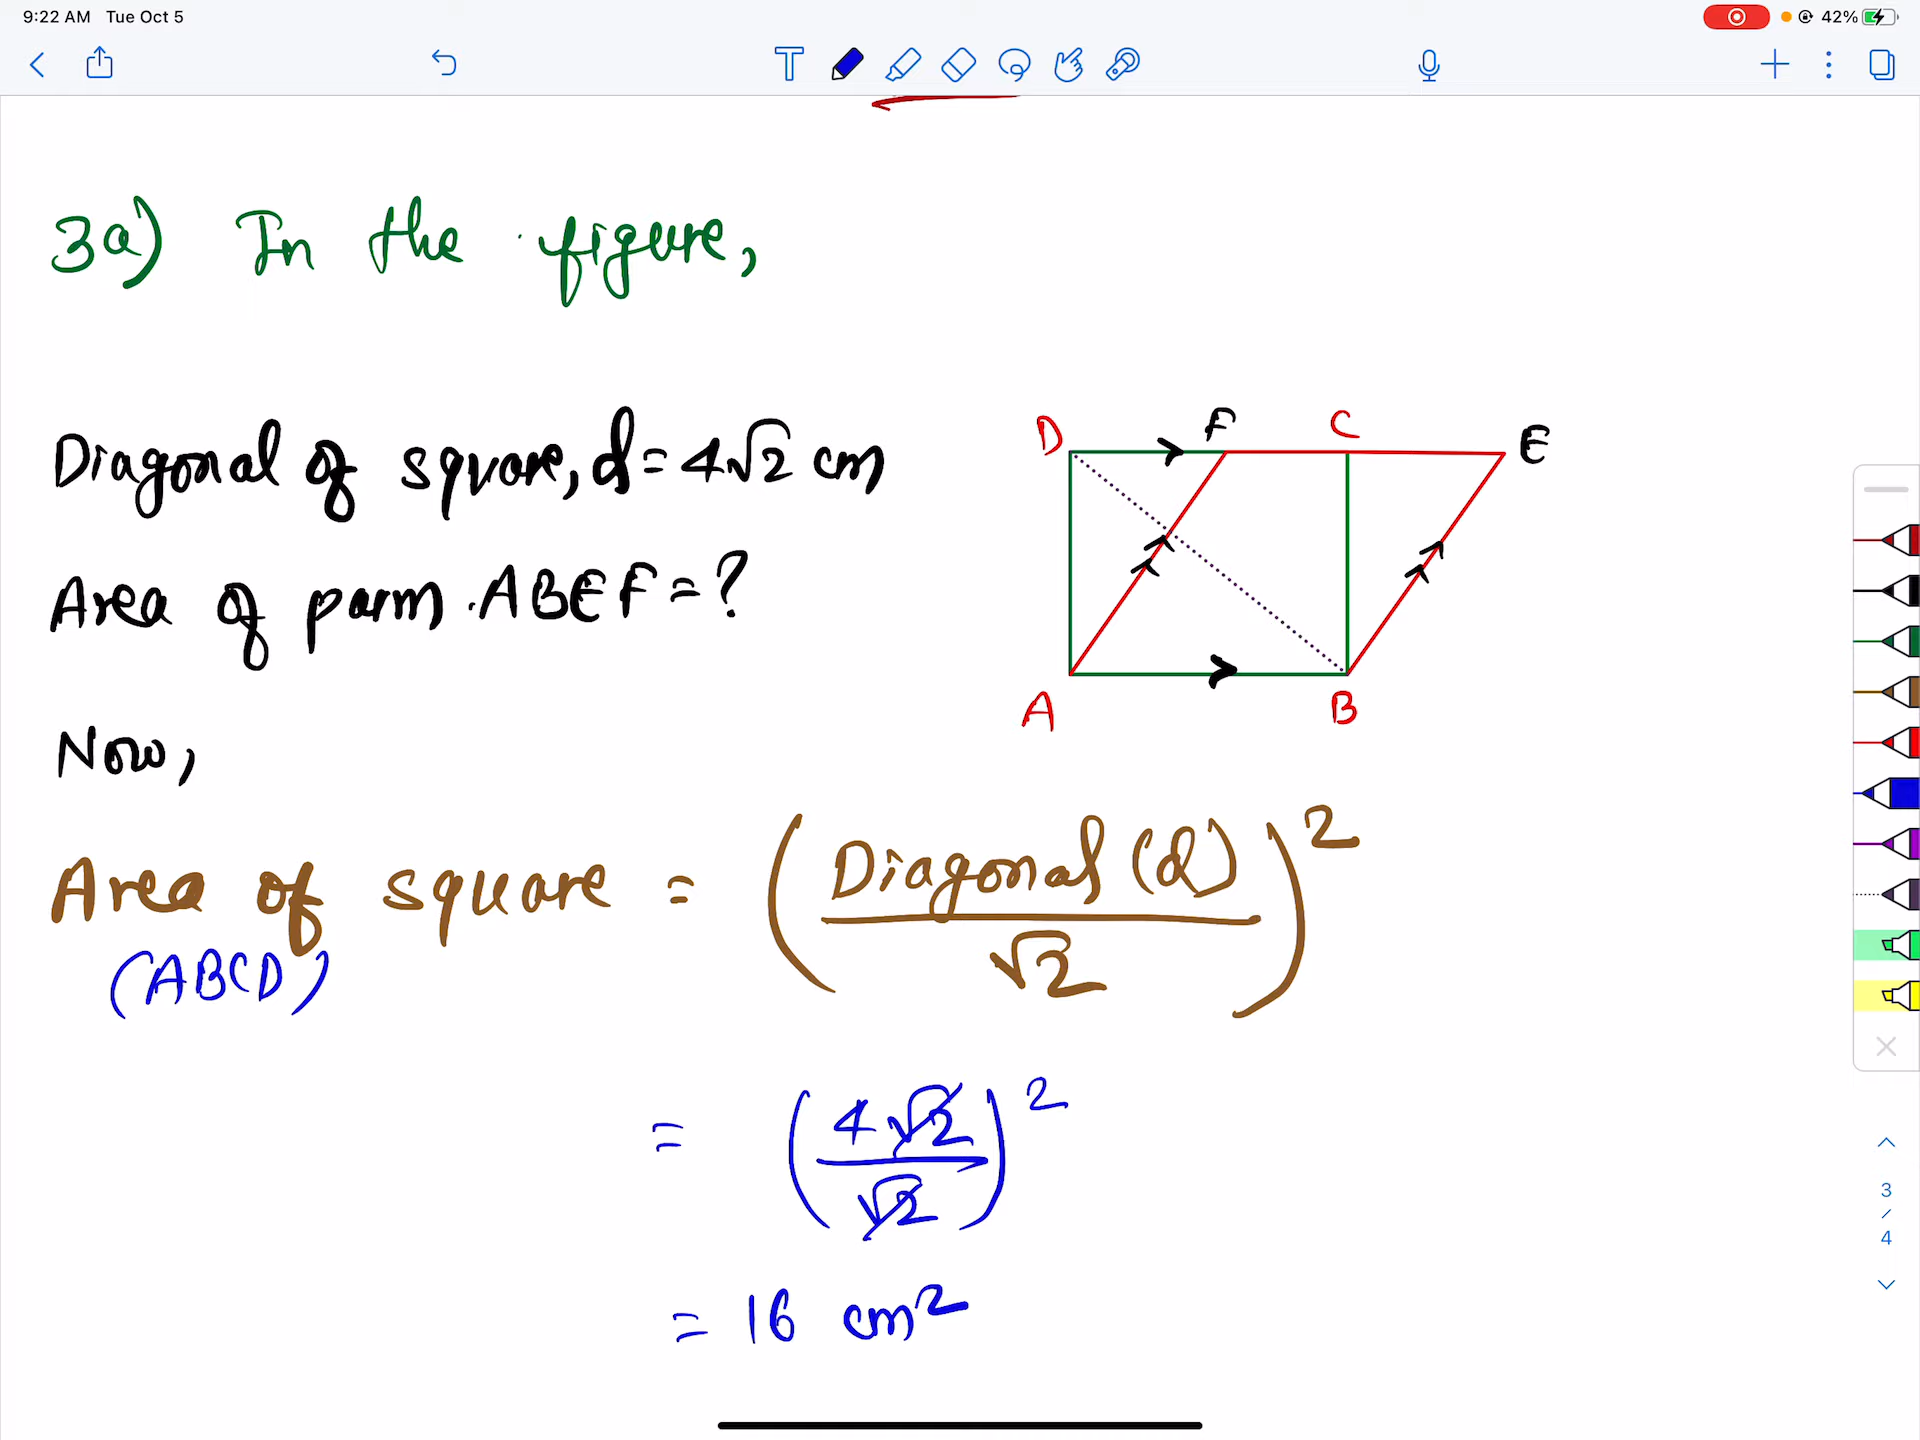 9:22 AM Tue Oct 5
42%
T
3a) In the figure,
Diagonal of square, d = 4√2 cm
Area of parm. ABEF = ?
D F C E
A B
Now,
Area of square = (Diagonal (d) / √2)²
(ABCD)
= (4√2 / √2)²
= 16 cm²
3
/
4